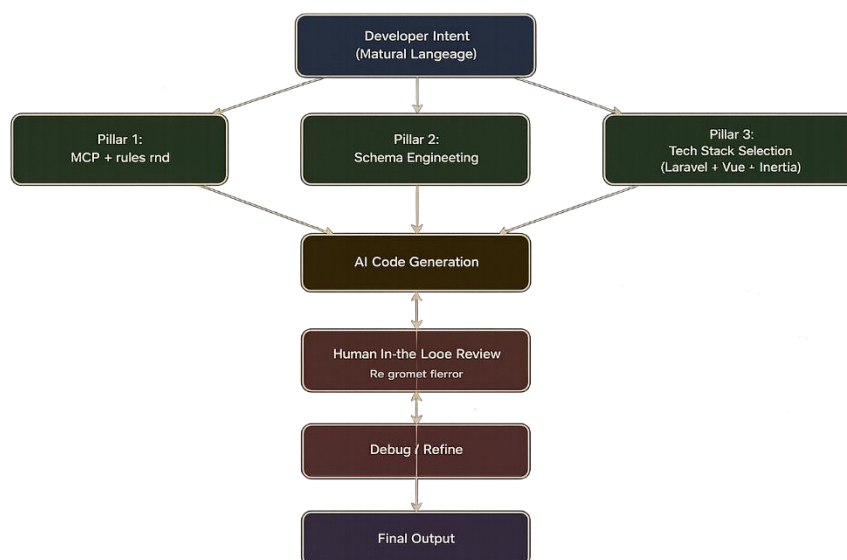 Developer Intent
(Matural Langeage)
Pillar 1:
MCP + rules rnd
Pillar 2:
Schema Engineeting
Pillar 3:
Tech Stack Selection
(Laravel + Vue + Inertia)
AI Code Generation
Human In-the Looe Review
Re gromet fierror
Debug / Refine
Final Output